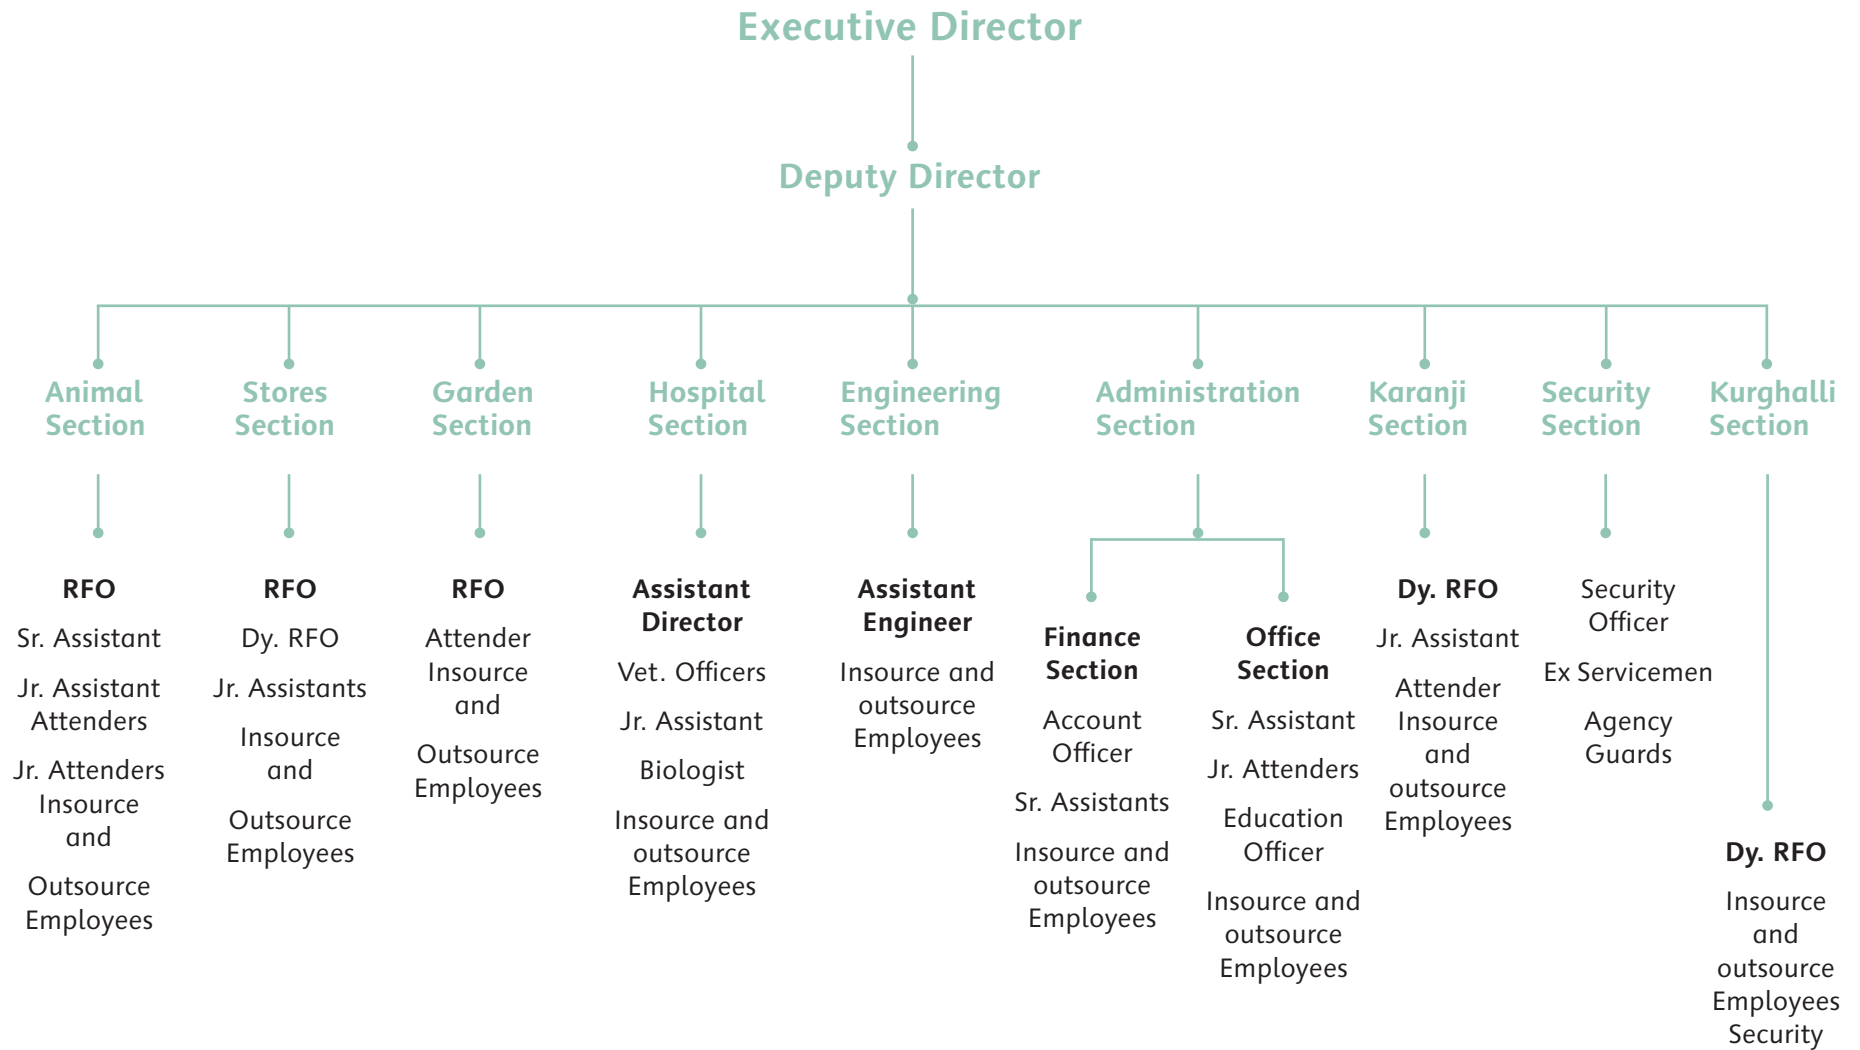 Executive Director
Deputy Director
Animal
Section
Stores
Section
Garden
Section
Hospital
Section
Engineering
Section
Administration
Section
Karanji
Section
Security
Section
Kurghalli
Section
RFO
Sr. Assistant
Jr. Assistant
Attenders
Jr. Attenders
Insource
and
Outsource
Employees
RFO
Dy. RFO
Jr. Assistants
Insource
and
Outsource
Employees
RFO
Attender
Insource
and
Outsource
Employees
Assistant
Director
Vet. Officers
Jr. Assistant
Biologist
Insource and
outsource
Employees
Assistant
Engineer
Insource and
outsource
Employees
Finance
Section
Account
Officer
Sr. Assistants
Insource and
outsource
Employees
Office
Section
Sr. Assistant
Jr. Attenders
Education
Officer
Insource and
outsource
Employees
Dy. RFO
Jr. Assistant
Attender
Insource
and
outsource
Employees
Security
Officer
Ex Servicemen
Agency
Guards
Dy. RFO
Insource
and
outsource
Employees
Security